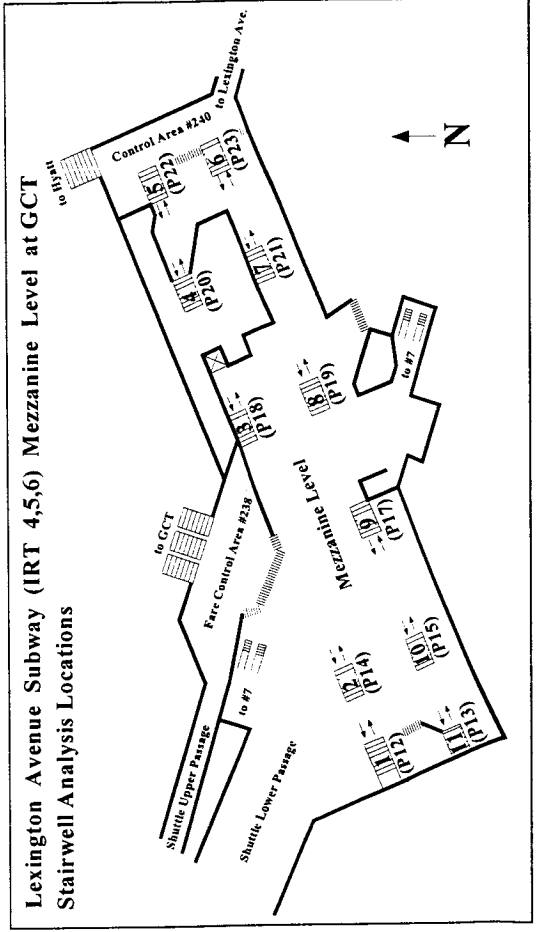 Lexington Avenue Subway (IRT 4,5,6) Mezzanine Level at GCT
Stairwell Analysis Locations
to Hyatt
Control Area #240
to Lexington Ave.
5
(P22)
6
(P23)
4
(P20)
7
(P21)
3
(P18)
8
(P19)
to GCT
Fare Control Area #238
Mezzanine Level
to #7
9
(P17)
Shuttle Upper Passage
to #7
Shuttle Lower Passage
2
(P14)
10
(P15)
1
(P12)
11
(P13)
N